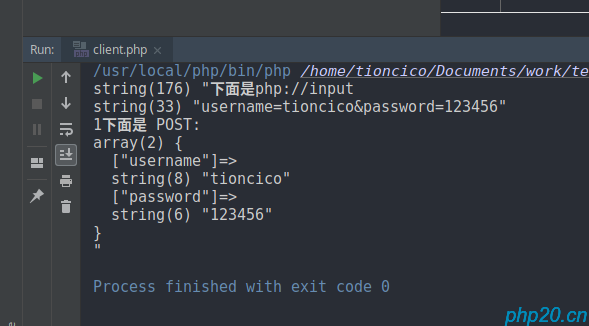 Run: client.php
/usr/local/php/bin/php /home/tioncico/Documents/work/te
string(176) "下面是php://input
string(33) "username=tioncico&password=123456"
1下面是 POST:
array(2) {
["username"]=>
string(8) "tioncico"
["password"]=>
string(6) "123456"
}
"
Process finished with exit code 0
php20.cn